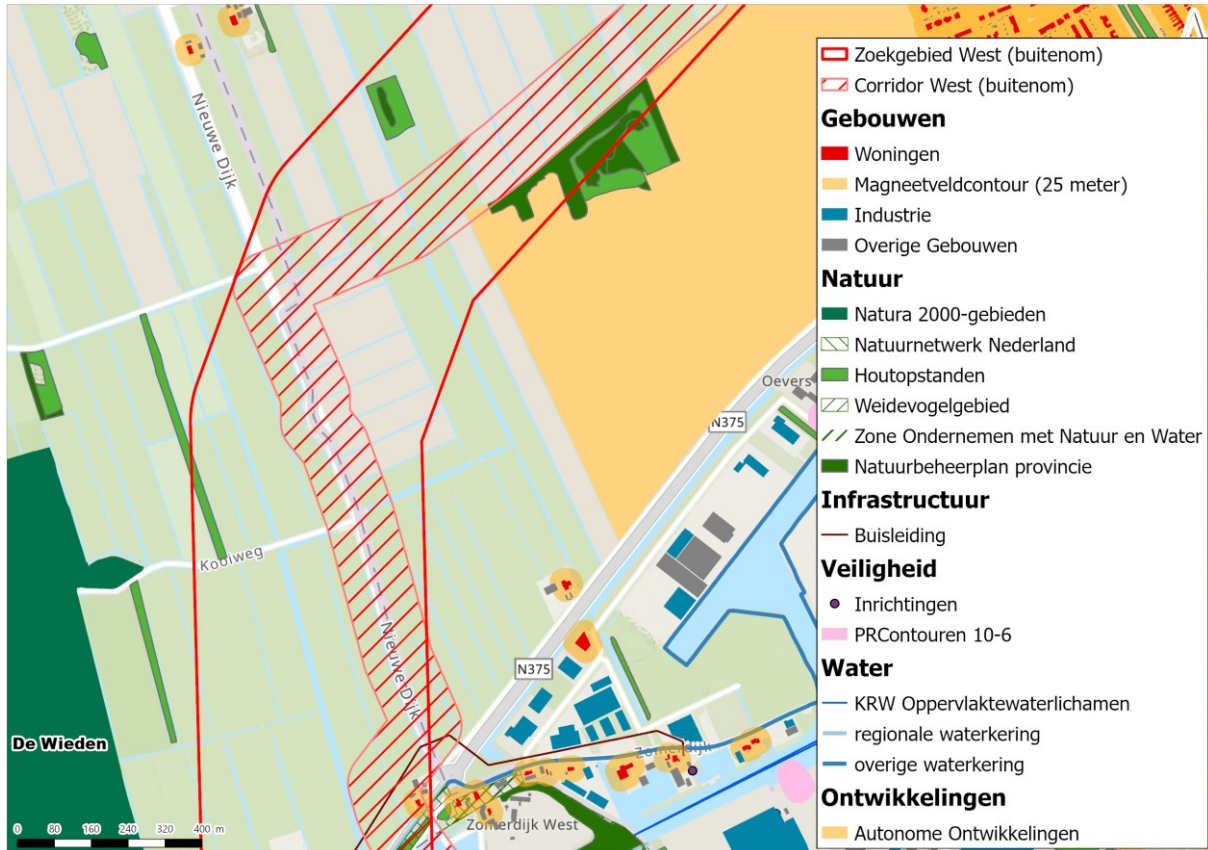 Nieuwe Dijk
Kooiweg
Nieuwe Dijk
De Wieden
Oevers
N375
N375
Zomerdijk
Zomerdijk West
0 80 160 240 320 400 m
Zoekgebied West (buitenom)
Corridor West (buitenom)
Gebouwen
Woningen
Magneetveldcontour (25 meter)
Industrie
Overige Gebouwen
Natuur
Natura 2000-gebieden
Natuurnetwerk Nederland
Houtopstanden
Weidevogelgebied
Zone Ondernemen met Natuur en Water
Natuurbeheerplan provincie
Infrastructuur
Buisleiding
Veiligheid
Inrichtingen
PRContouren 10-6
Water
KRW Oppervlaktewaterlichamen
regionale waterkering
overige waterkering
Ontwikkelingen
Autonome Ontwikkelingen